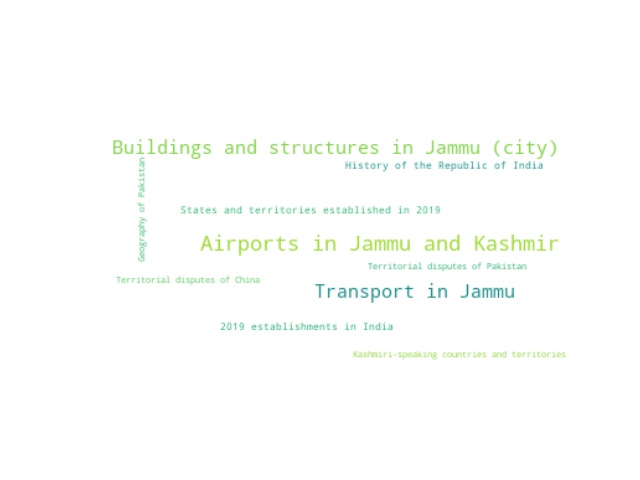 Buildings and structures in Jammu (city)
History of the Republic of India
Geography of Pakistan
States and territories established in 2019
Airports in Jammu and Kashmir
Territorial disputes of Pakistan
Territorial disputes of China
Transport in Jammu
2019 establishments in India
Kashmiri-speaking countries and territories